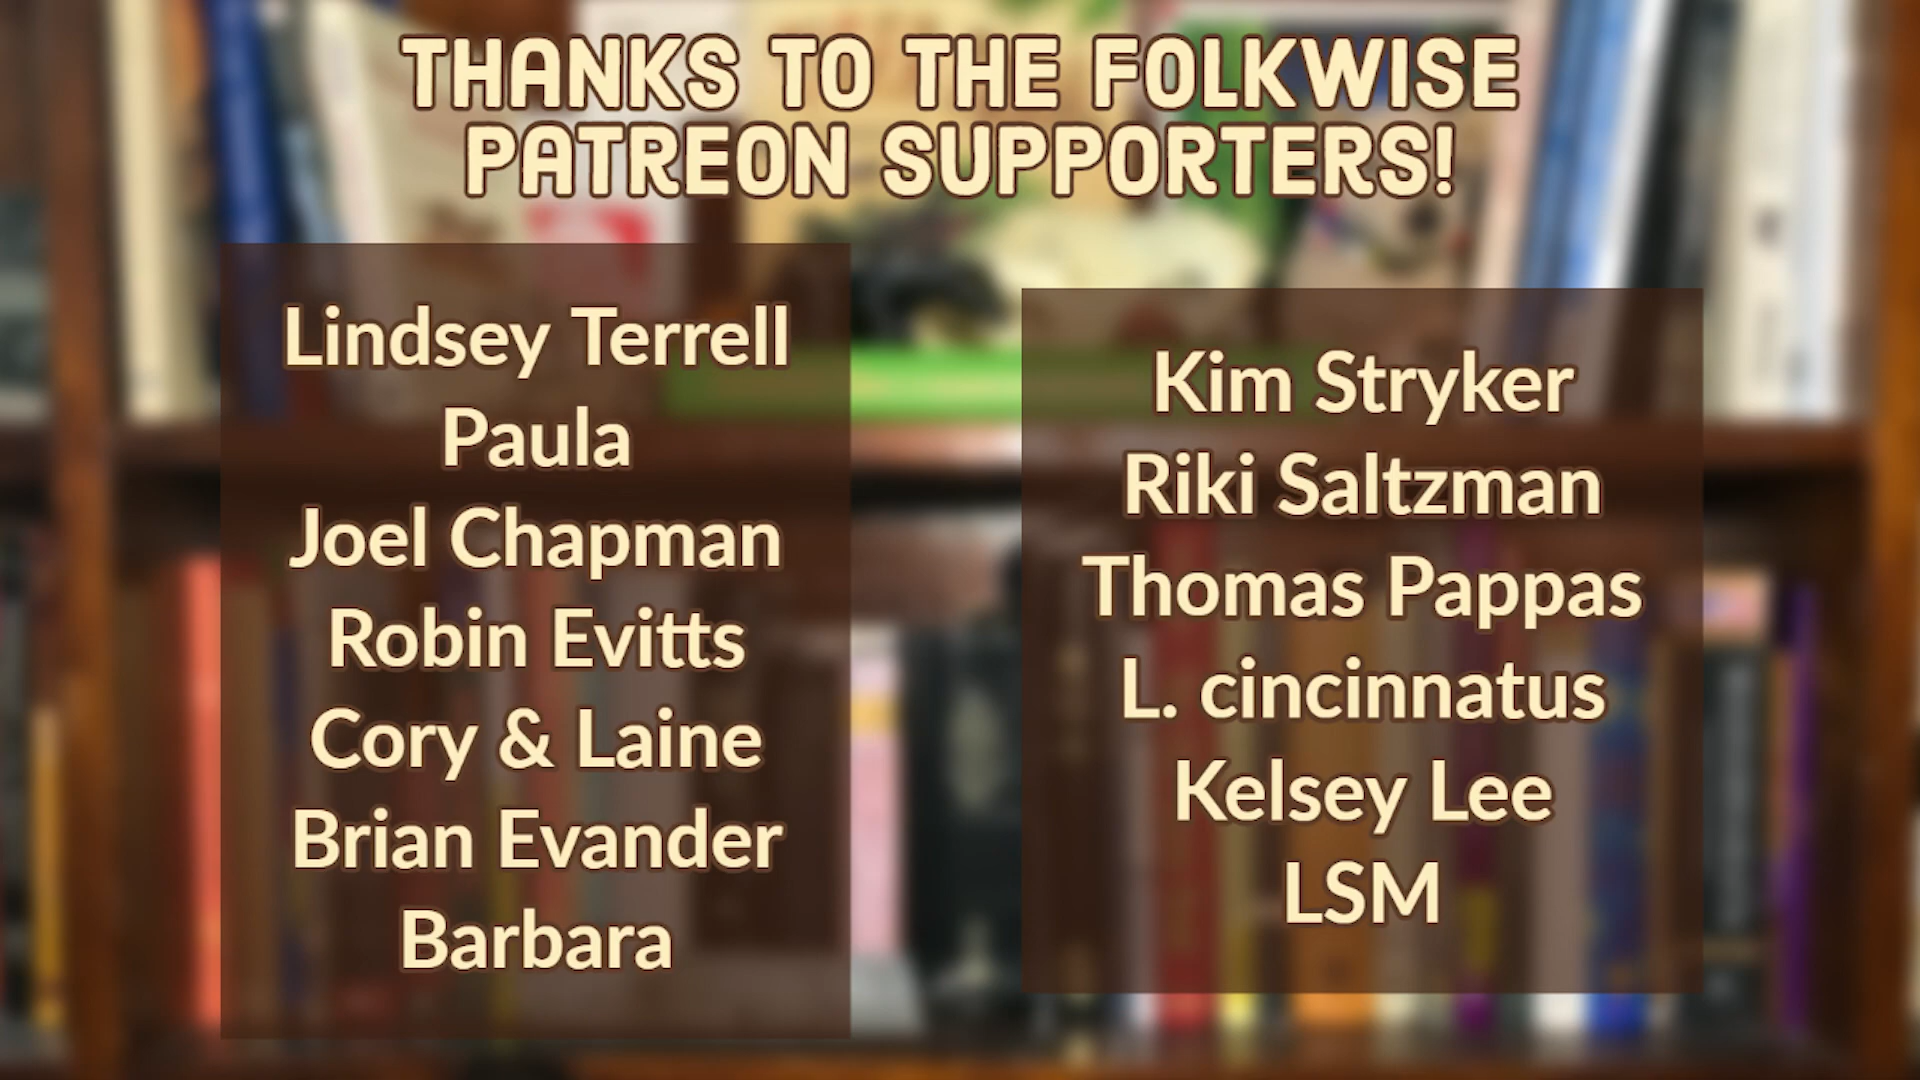 THANKS TO THE FOLKWISE
PATREON SUPPORTERS!
Lindsey Terrell
Paula
Joel Chapman
Robin Evitts
Cory & Laine
Brian Evander
Barbara
Kim Stryker
Riki Saltzman
Thomas Pappas
L. cincinnatus
Kelsey Lee
LSM